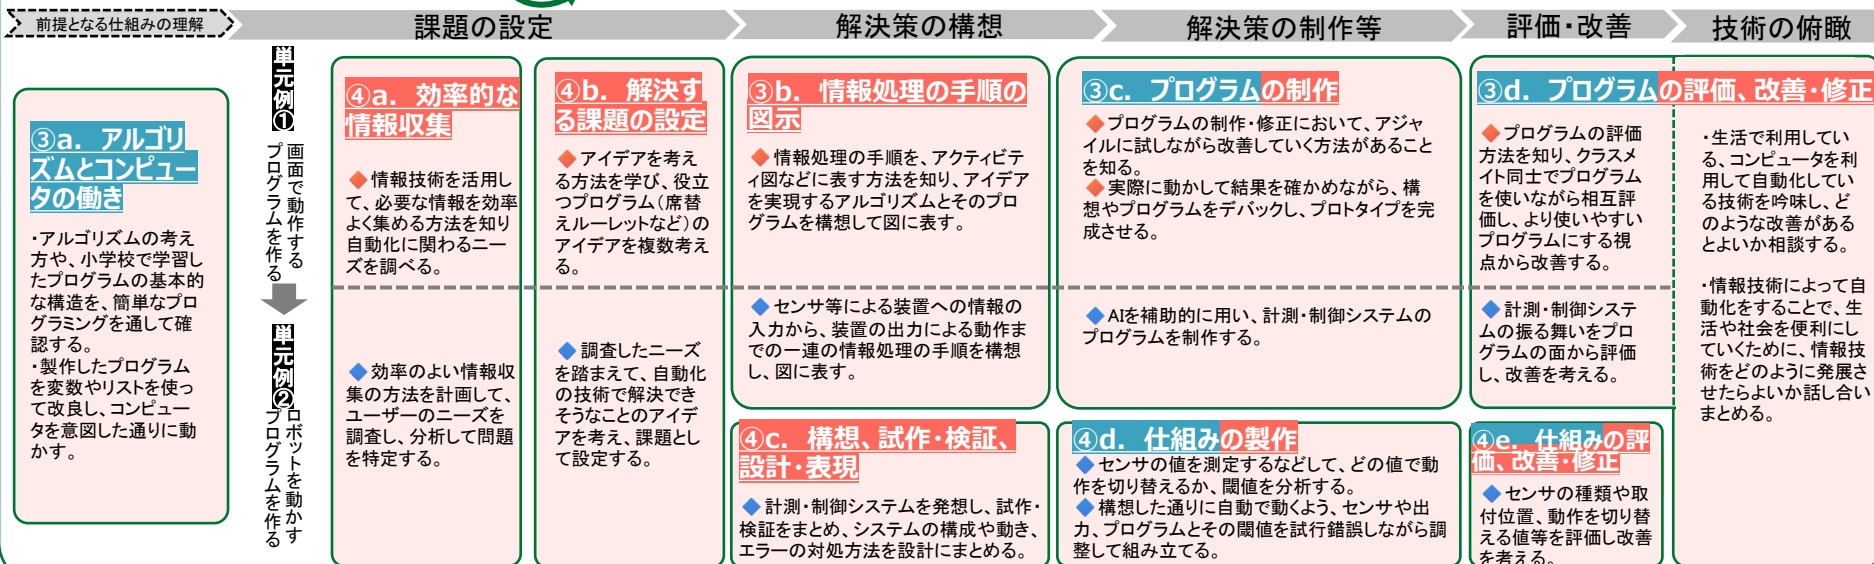 前提となる仕組みの理解
課題の設定
解決策の構想
解決策の制作等
評価・改善
技術の俯瞰
③a. アルゴリ
ズムとコンピュー
タの働き
・アルゴリズムの考え
方や、小学校で学習し
たプログラムの基本的
な構造を、簡単なプロ
グラミングを通して確
認する。
・製作したプログラム
を変数やリストを使っ
て改良し、コンピュー
タを意図した通りに動
かす。
単元例①
画面で動作する
プログラムを作る
単元例②
ロボットを動かす
プログラムを作る
④a. 効率的な
情報収集
◆情報技術を活用し
て、必要な情報を効率
よく集める方法を知り
自動化に関わるニー
ズを調べる。
◆効率のよい情報収
集の方法を計画して、
ユーザーのニーズを
調査し、分析して問題
を特定する。
④b. 解決す
る課題の設定
◆アイデアを考え
る方法を学び、役立
つプログラム(席替
えルーレットなど)の
アイデアを複数考え
る。
◆調査したニーズ
を踏まえて、自動化
の技術で解決でき
そうなことのアイデ
アを考え、課題とし
て設定する。
③b. 情報処理の手順の
図示
◆情報処理の手順を、アクティビテ
ィ図などに表す方法を知り、アイデア
を実現するアルゴリズムとそのプロ
グラムを構想して図に表す。
◆センサ等による装置への情報の
入力から、装置の出力による動作ま
での一連の情報処理の手順を構想
し、図に表す。
④c. 構想、試作・検証、
設計・表現
◆計測・制御システムを発想し、試作・
検証をまとめ、システムの構成や動き、
エラーの対処方法を設計にまとめる。
③c. プログラムの制作
◆プログラムの制作・修正において、アジャ
イルに試しながら改善していく方法があること
を知る。
◆実際に動かして結果を確かめながら、構
想やプログラムをデバックし、プロトタイプを完
成させる。
◆AIを補助的に用い、計測・制御システムの
プログラムを制作する。
④d. 仕組みの製作
◆センサの値を測定するなどして、どの値で動
作を切り替えるか、閾値を分析する。
◆構想した通りに自動で動くよう、センサや出
力、プログラムとその閾値を試行錯誤しながら調
整して組み立てる。
③d. プログラムの評価、改善・修正
◆プログラムの評価
方法を知り、クラスメ
イト同士でプログラム
を使いながら相互評
価し、より使いやすい
プログラムにする視
点から改善する。
◆計測・制御システ
ムの振る舞いをプロ
グラムの面から評価
し、改善を考える。
④e. 仕組みの評
価、改善・修正
◆センサの種類や取
付位置、動作を切り替
える値等を評価し改善
を考える。
・生活で利用してい
る、コンピュータを利
用して自動化してい
る技術を吟味し、ど
のような改善がある
とよいか相談する。
・情報技術によって自
動化をすることで、生
活や社会を便利にし
ていくために、情報技
術をどのように発展さ
せたらよいか話し合い
まとめる。